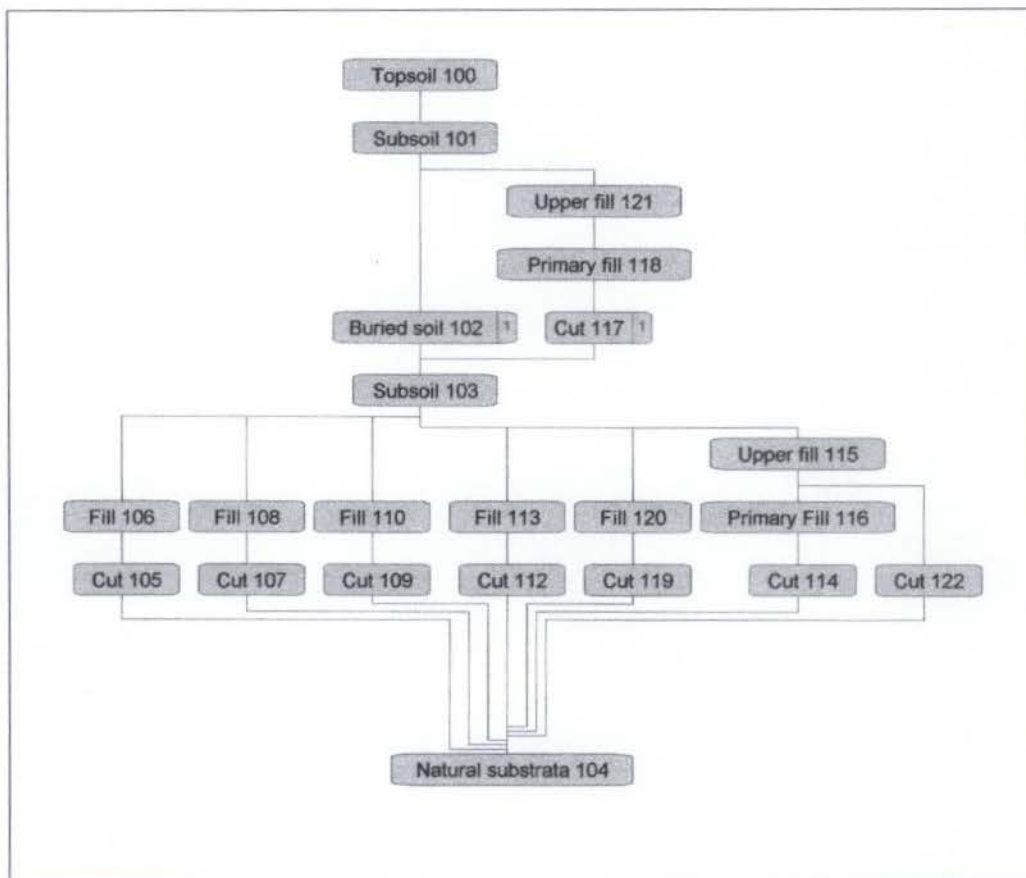 Topsoil 100
Subsoil 101
Upper fill 121
Primary fill 118
Buried soil 102 1 Cut 117 1
Subsoil 103
Upper fill 115
Fill 106 Fill 108 Fill 110 Fill 113 Fill 120 Primary Fill 116
Cut 105 Cut 107 Cut 109 Cut 112 Cut 119 Cut 114 Cut 122
Natural substrata 104